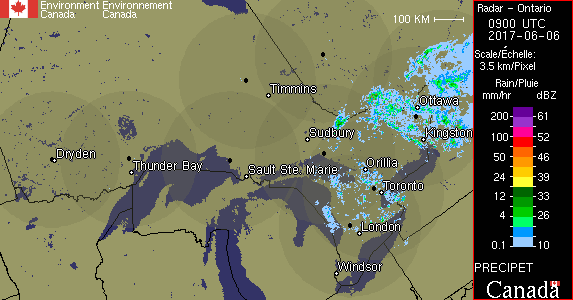 Environment Environnement
Canada Canada
100 KM
Timmins
Ottawa
Sudbury
Kingston
Dryden
Thunder Bay
Sault Ste. Marie
Orillia
Toronto
London
Windsor
Radar - Ontario
0900 UTC
2017-06-06
Scale/Échelle:
3.5 km/Pixel
Rain/Pluie
mm/hr dBZ
200 61
100 52
50 46
24 39
12 33
4 26
0.1 10
PRECIPET
Canada